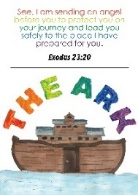 See, I am sending an angel
before you to protect you on
your journey and lead you
safely to the place I have
prepared for you.
Exodus 23:20
THE ARK